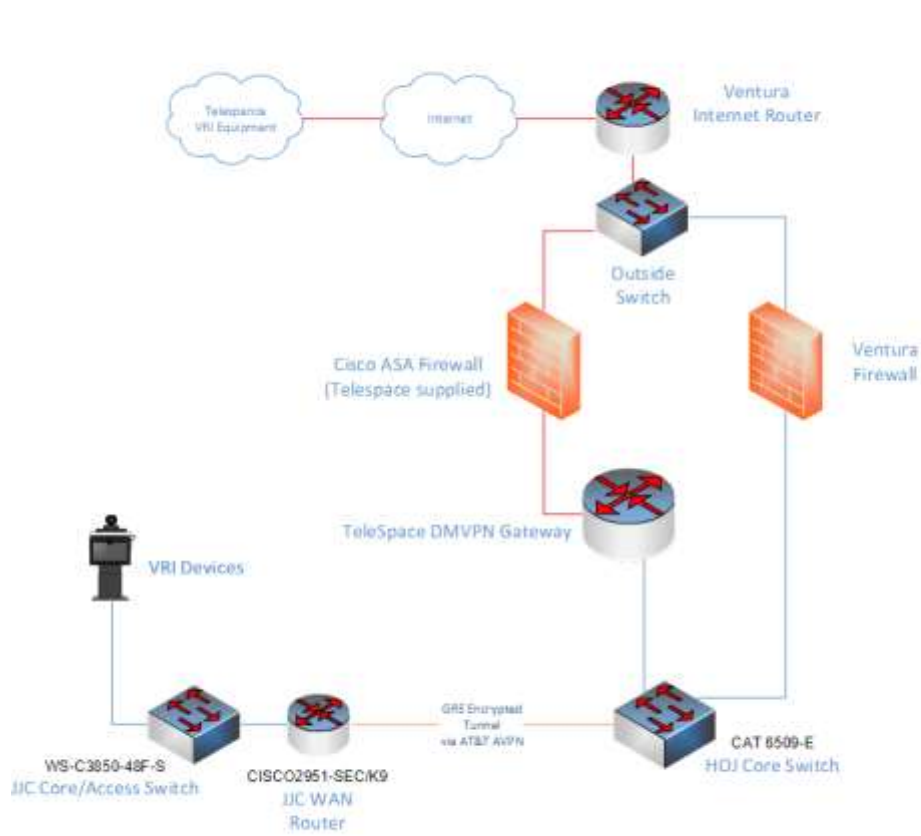 Telespace
VRI Equipment
Internet
Ventura
Internet Router
Outside
Switch
Cisco ASA Firewall
(Telespace supplied)
Ventura
Firewall
TeleSpace DMVPN Gateway
VRI Devices
GRE Encrypted
Tunnel
via AT&T AVPN
WS-C3850-48F-S
JJC Core/Access Switch
CISCO2951-SEC/K9
JJC WAN
Router
CAT 6509-E
HOJ Core Switch